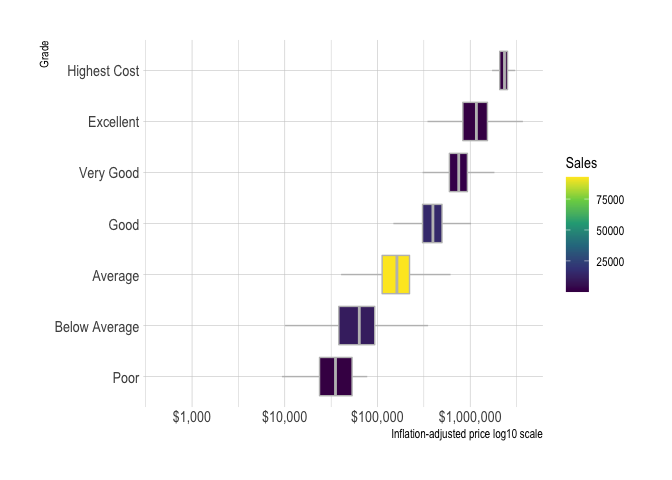 Grade
Highest Cost
Excellent
Very Good
Good
Average
Below Average
Poor
$1,000
$10,000
$100,000
$1,000,000
Inflation-adjusted price log10 scale
Sales
75000
50000
25000